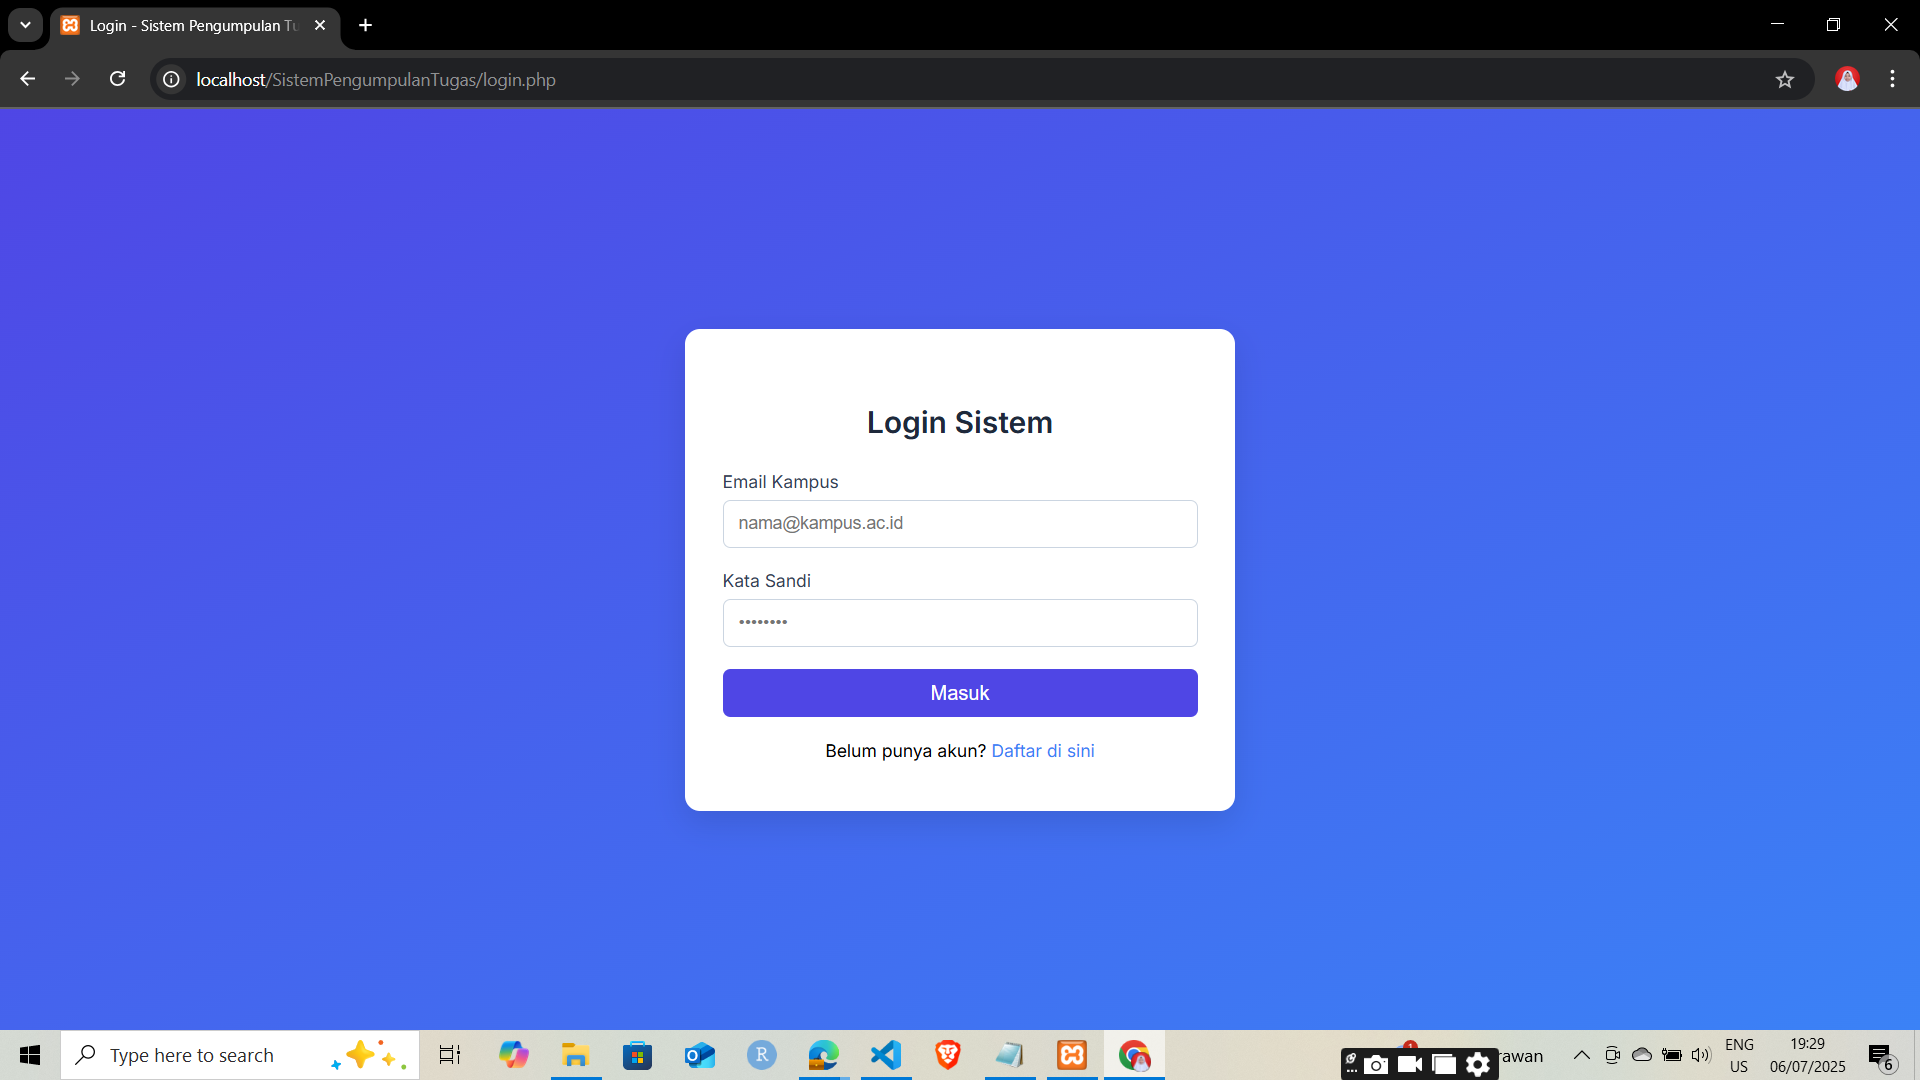 Login - Sistem Pengumpulan Tu
localhost/SistemPengumpulanTugas/login.php
Login Sistem
Email Kampus
nama@kampus.ac.id
Kata Sandi
••••••••
Masuk
Belum punya akun? Daftar di sini
Type here to search
rawan
ENG
US
19:29
06/07/2025
6
1
R